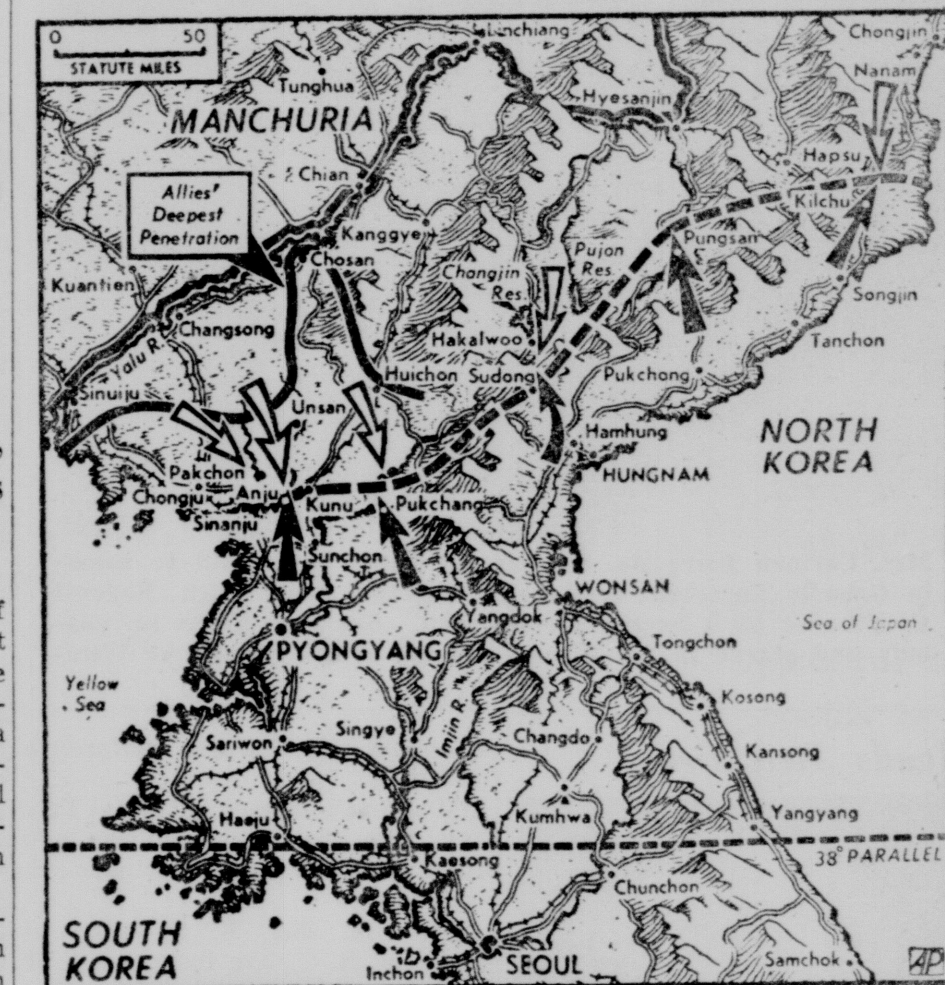 0 50
STATUTE MILES
Linchiang
Chongjin
Tunghua
Nanam
Hyesanjin
MANCHURIA
Hapsu
Chian
Kilchu
Allies'
Deepest
Penetration
Kanggye
Pungsan
Chosan
Pujon
Res.
Chongjin
Res.
Kuantien
Songjin
Changsong
Hakalwoo
Tanchon
Yalu R.
Huichon
Sudong
Pukchong
Sinuiju
Unsan
Hamhung
NORTH
KOREA
Pakchon
HUNGNAM
Chongju
Anju
Kunu
Pukchang
Sinanju
Sunchon
WONSAN
Yangdok
Sea of Japan
PYONGYANG
Tongchon
Yellow
Sea
Kosong
Imjin R.
Singye
Sariwon
Changdo
Kansong
Haeju
Kumhwa
Yangyang
38° PARALLEL
Kaesong
Chunchon
SOUTH
KOREA
SEOUL
Inchon
Samchok
AP